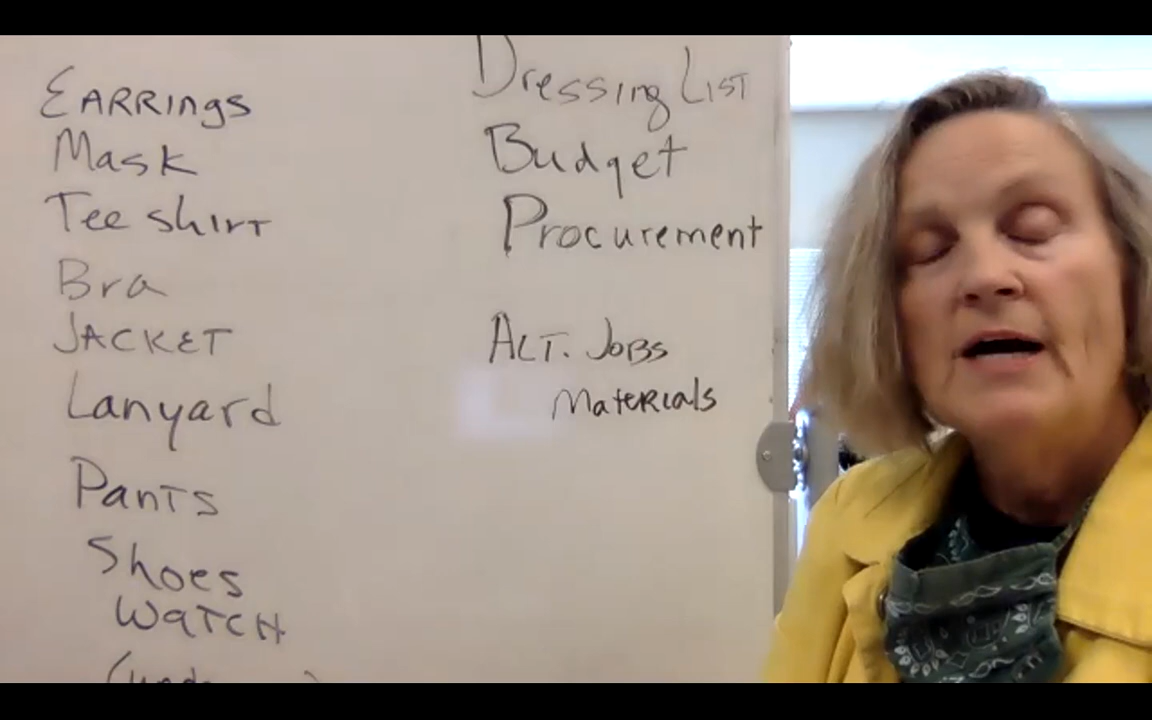 EARRINGS
Mask
Tee shirt
Bra
JACKET
Lanyard
Pants
Shoes
WATCH
Dressing LIST
Budget
Procurement
ALT. JOBS
Materials